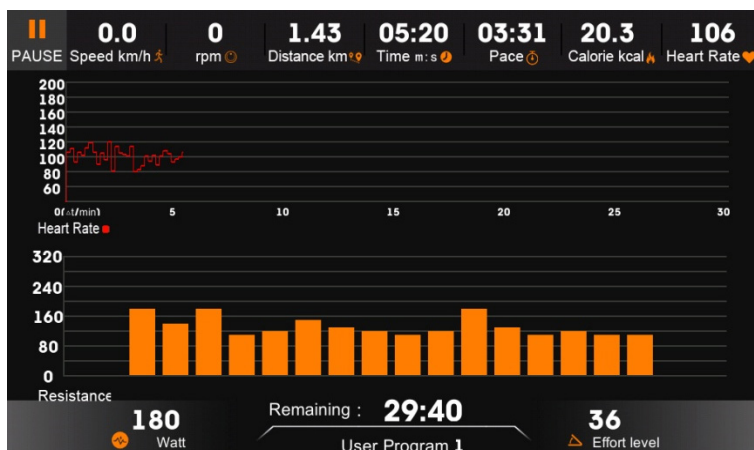 0.0 0 1.43 05:20 03:31 20.3 106
PAUSE Speed km/h rpm Distance km Time m:s Pace Calorie kcal Heart Rate
200
180
160
140
120
100
80
60
0(△t/min) 5 10 15 20 25 30
Heart Rate
320
240
160
80
0
Resistance
180 Remaining : 29:40 36
Watt User Program 1 Effort level